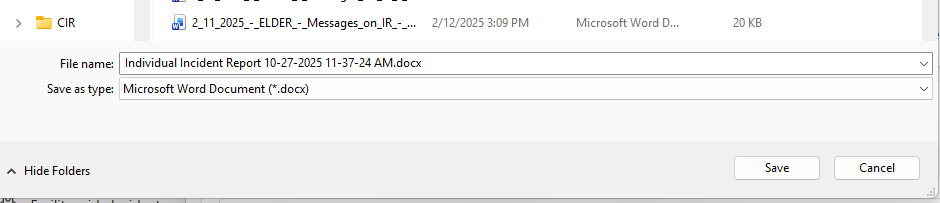 CIR 2_11_2025_-_ELDER_-_Messages_on_IR_-_... 2/12/2025 3:09 PM Microsoft Word D... 20 KB
File name: Individual Incident Report 10-27-2025 11-37-24 AM.docx
Save as type: Microsoft Word Document (*.docx)
Hide Folders Save Cancel